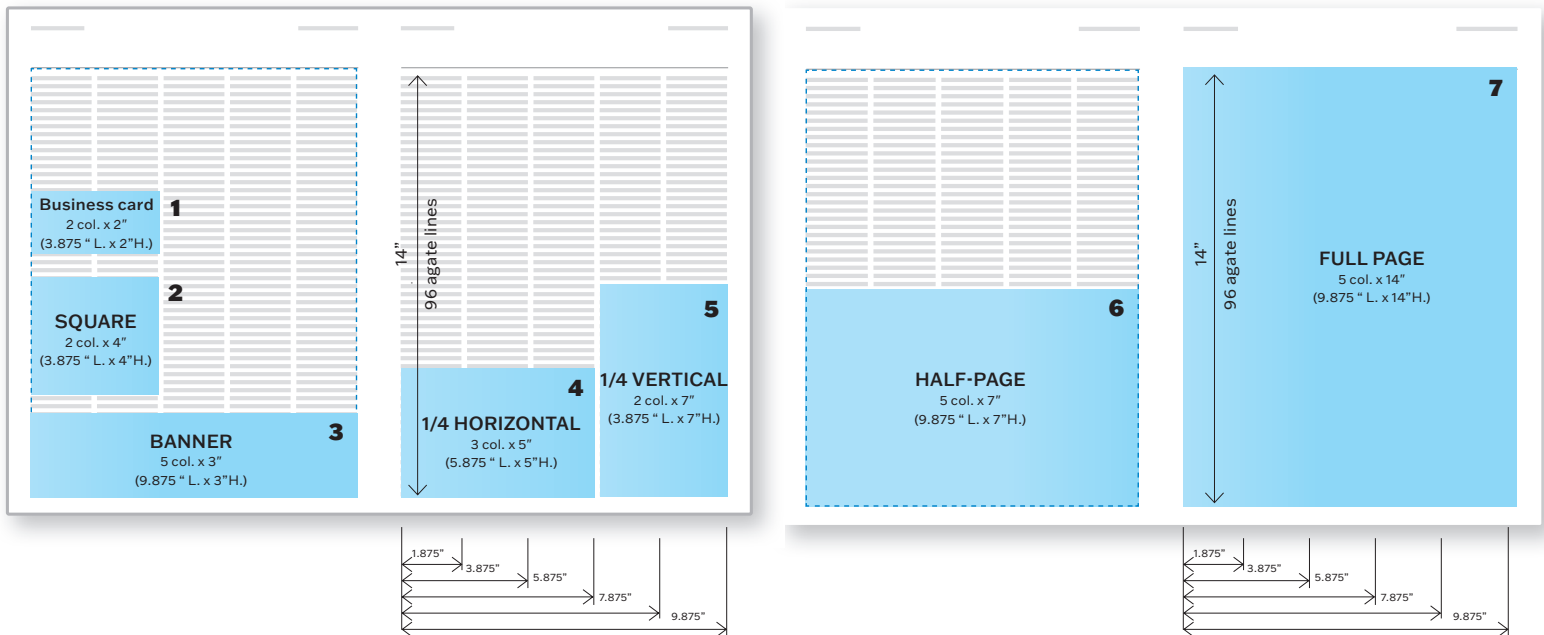 Business card
2 col. x 2”
(3.875 “ L. x 2”H.)
1
SQUARE
2 col. x 4”
(3.875 “ L. x 4”H.)
2
BANNER
5 col. x 3”
(9.875 “ L. x 3”H.)
3
14”
96 agate lines
1/4 HORIZONTAL
3 col. x 5”
(5.875 “ L. x 5”H.)
4
1/4 VERTICAL
2 col. x 7”
(3.875 “ L. x 7”H.)
5
1.875”
3.875”
5.875”
7.875”
9.875”
HALF-PAGE
5 col. x 7”
(9.875 “ L. x 7”H.)
6
14”
96 agate lines
FULL PAGE
5 col. x 14”
(9.875 “ L. x 14”H.)
7
1.875”
3.875”
5.875”
7.875”
9.875”